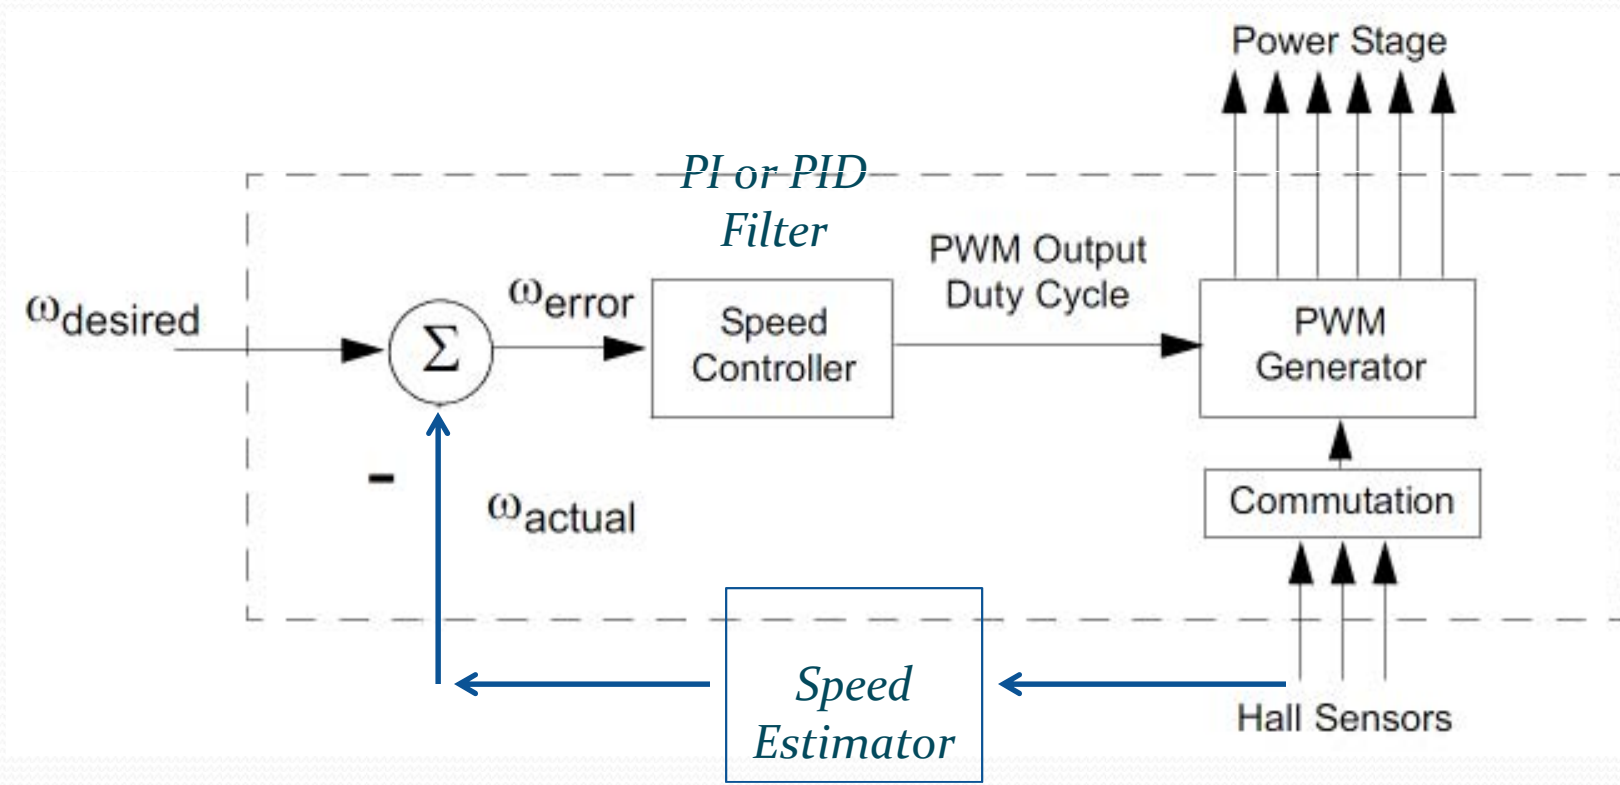 Power Stage
PI or PID
Filter
PWM Output
Duty Cycle
ωdesired
Σ
ωerror
Speed
Controller
PWM
Generator
-
ωactual
Commutation
Speed
Estimator
Hall Sensors